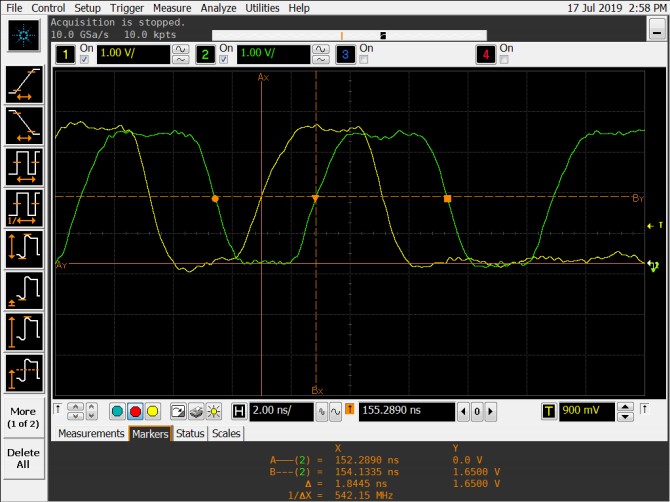 File Control Setup Trigger Measure Analyze Utilities Help 17 Jul 2019 2:58 PM
Acquisition is stopped.
10.0 GSa/s 10.0 kpts
1 On 1.00 V/ 2 On 1.00 V/ 3 On 4 On
Ax
By
T
Ay
Bx
H 2.00 ns/ 155.2890 ns 0 T 900 mV
More
(1 of 2)
Delete
All
Measurements Markers Status Scales
X Y
A——(2) = 152.2890 ns 0.0 V
B---(2) = 154.1335 ns 1.6500 V
Δ = 1.8445 ns 1.6500 V
1/ΔX = 542.15 MHz